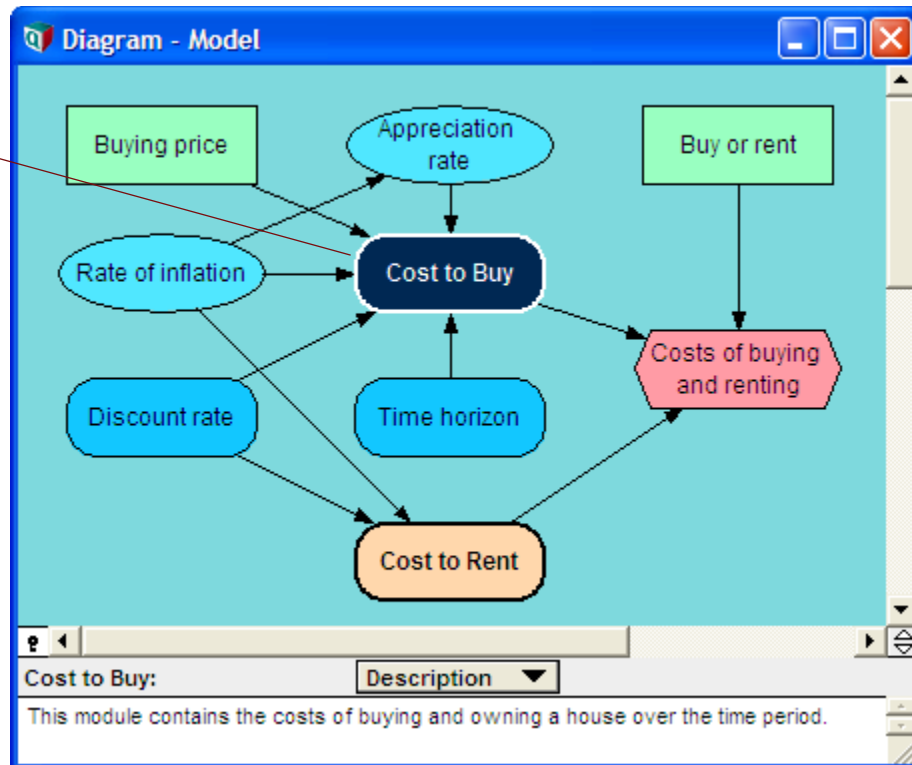 Diagram - Model
Buying price
Appreciation
rate
Buy or rent
Rate of inflation
Cost to Buy
Costs of buying
and renting
Discount rate
Time horizon
Cost to Rent
Cost to Buy:
Description
This module contains the costs of buying and owning a house over the time period.